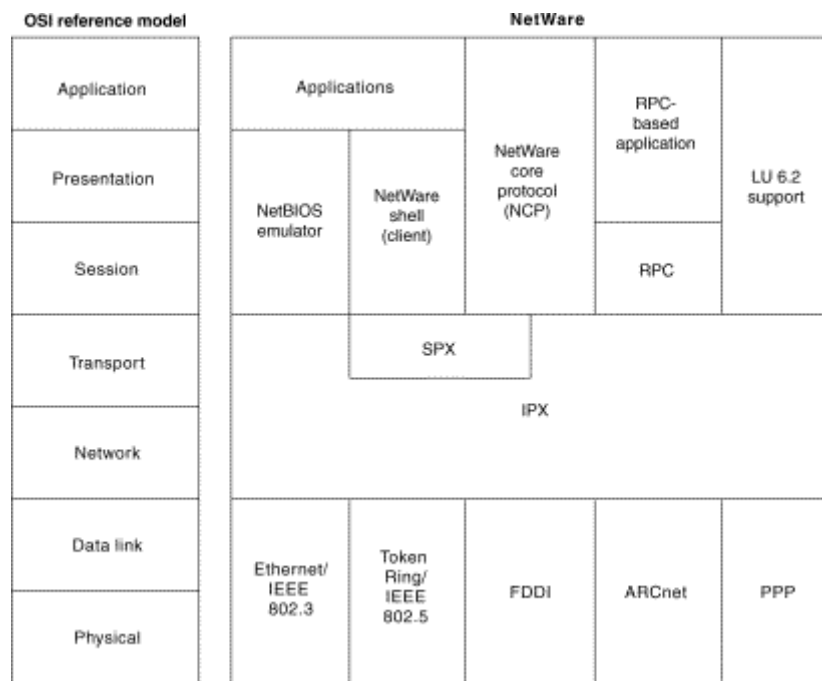 OSI reference model
NetWare
Application
Presentation
Session
Transport
Network
Data link
Physical
Applications
NetBIOS
emulator
NetWare
shell
(client)
NetWare
core
protocol
(NCP)
RPC-
based
application
RPC
LU 6.2
support
SPX
IPX
Ethernet/
IEEE
802.3
Token
Ring/
IEEE
802.5
FDDI
ARCnet
PPP